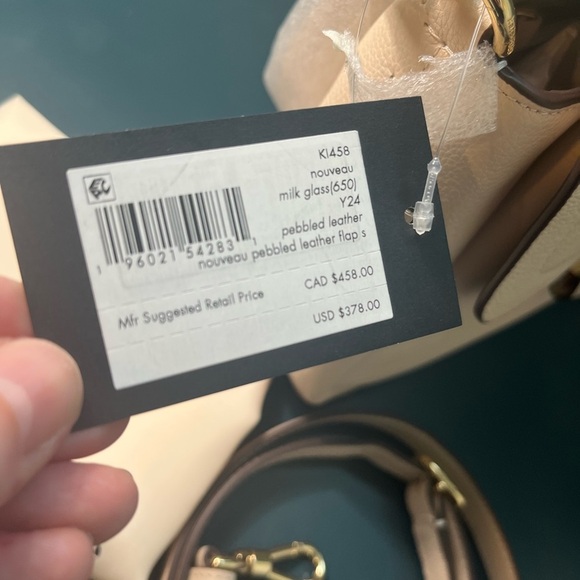 KI458
nouveau
milk glass(650)
Y24
pebbled leather
nouveau pebbled leather flap s
1 96021 54283 1
CAD $458.00
Mfr Suggested Retail Price
USD $378.00